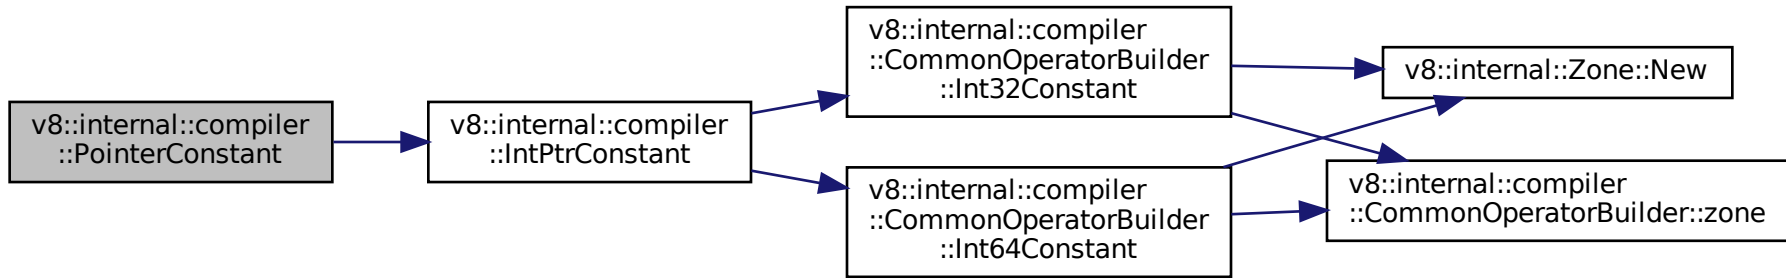 v8::internal::compiler
::PointerConstant
v8::internal::compiler
::IntPtrConstant
v8::internal::compiler
::CommonOperatorBuilder
::Int32Constant
v8::internal::compiler
::CommonOperatorBuilder
::Int64Constant
v8::internal::Zone::New
v8::internal::compiler
::CommonOperatorBuilder::zone